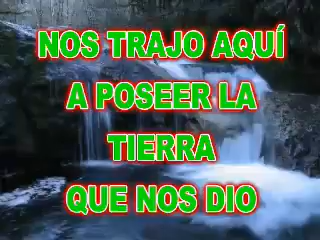 NOS TRAJO AQUÍ
A POSEER LA
TIERRA
QUE NOS DIO